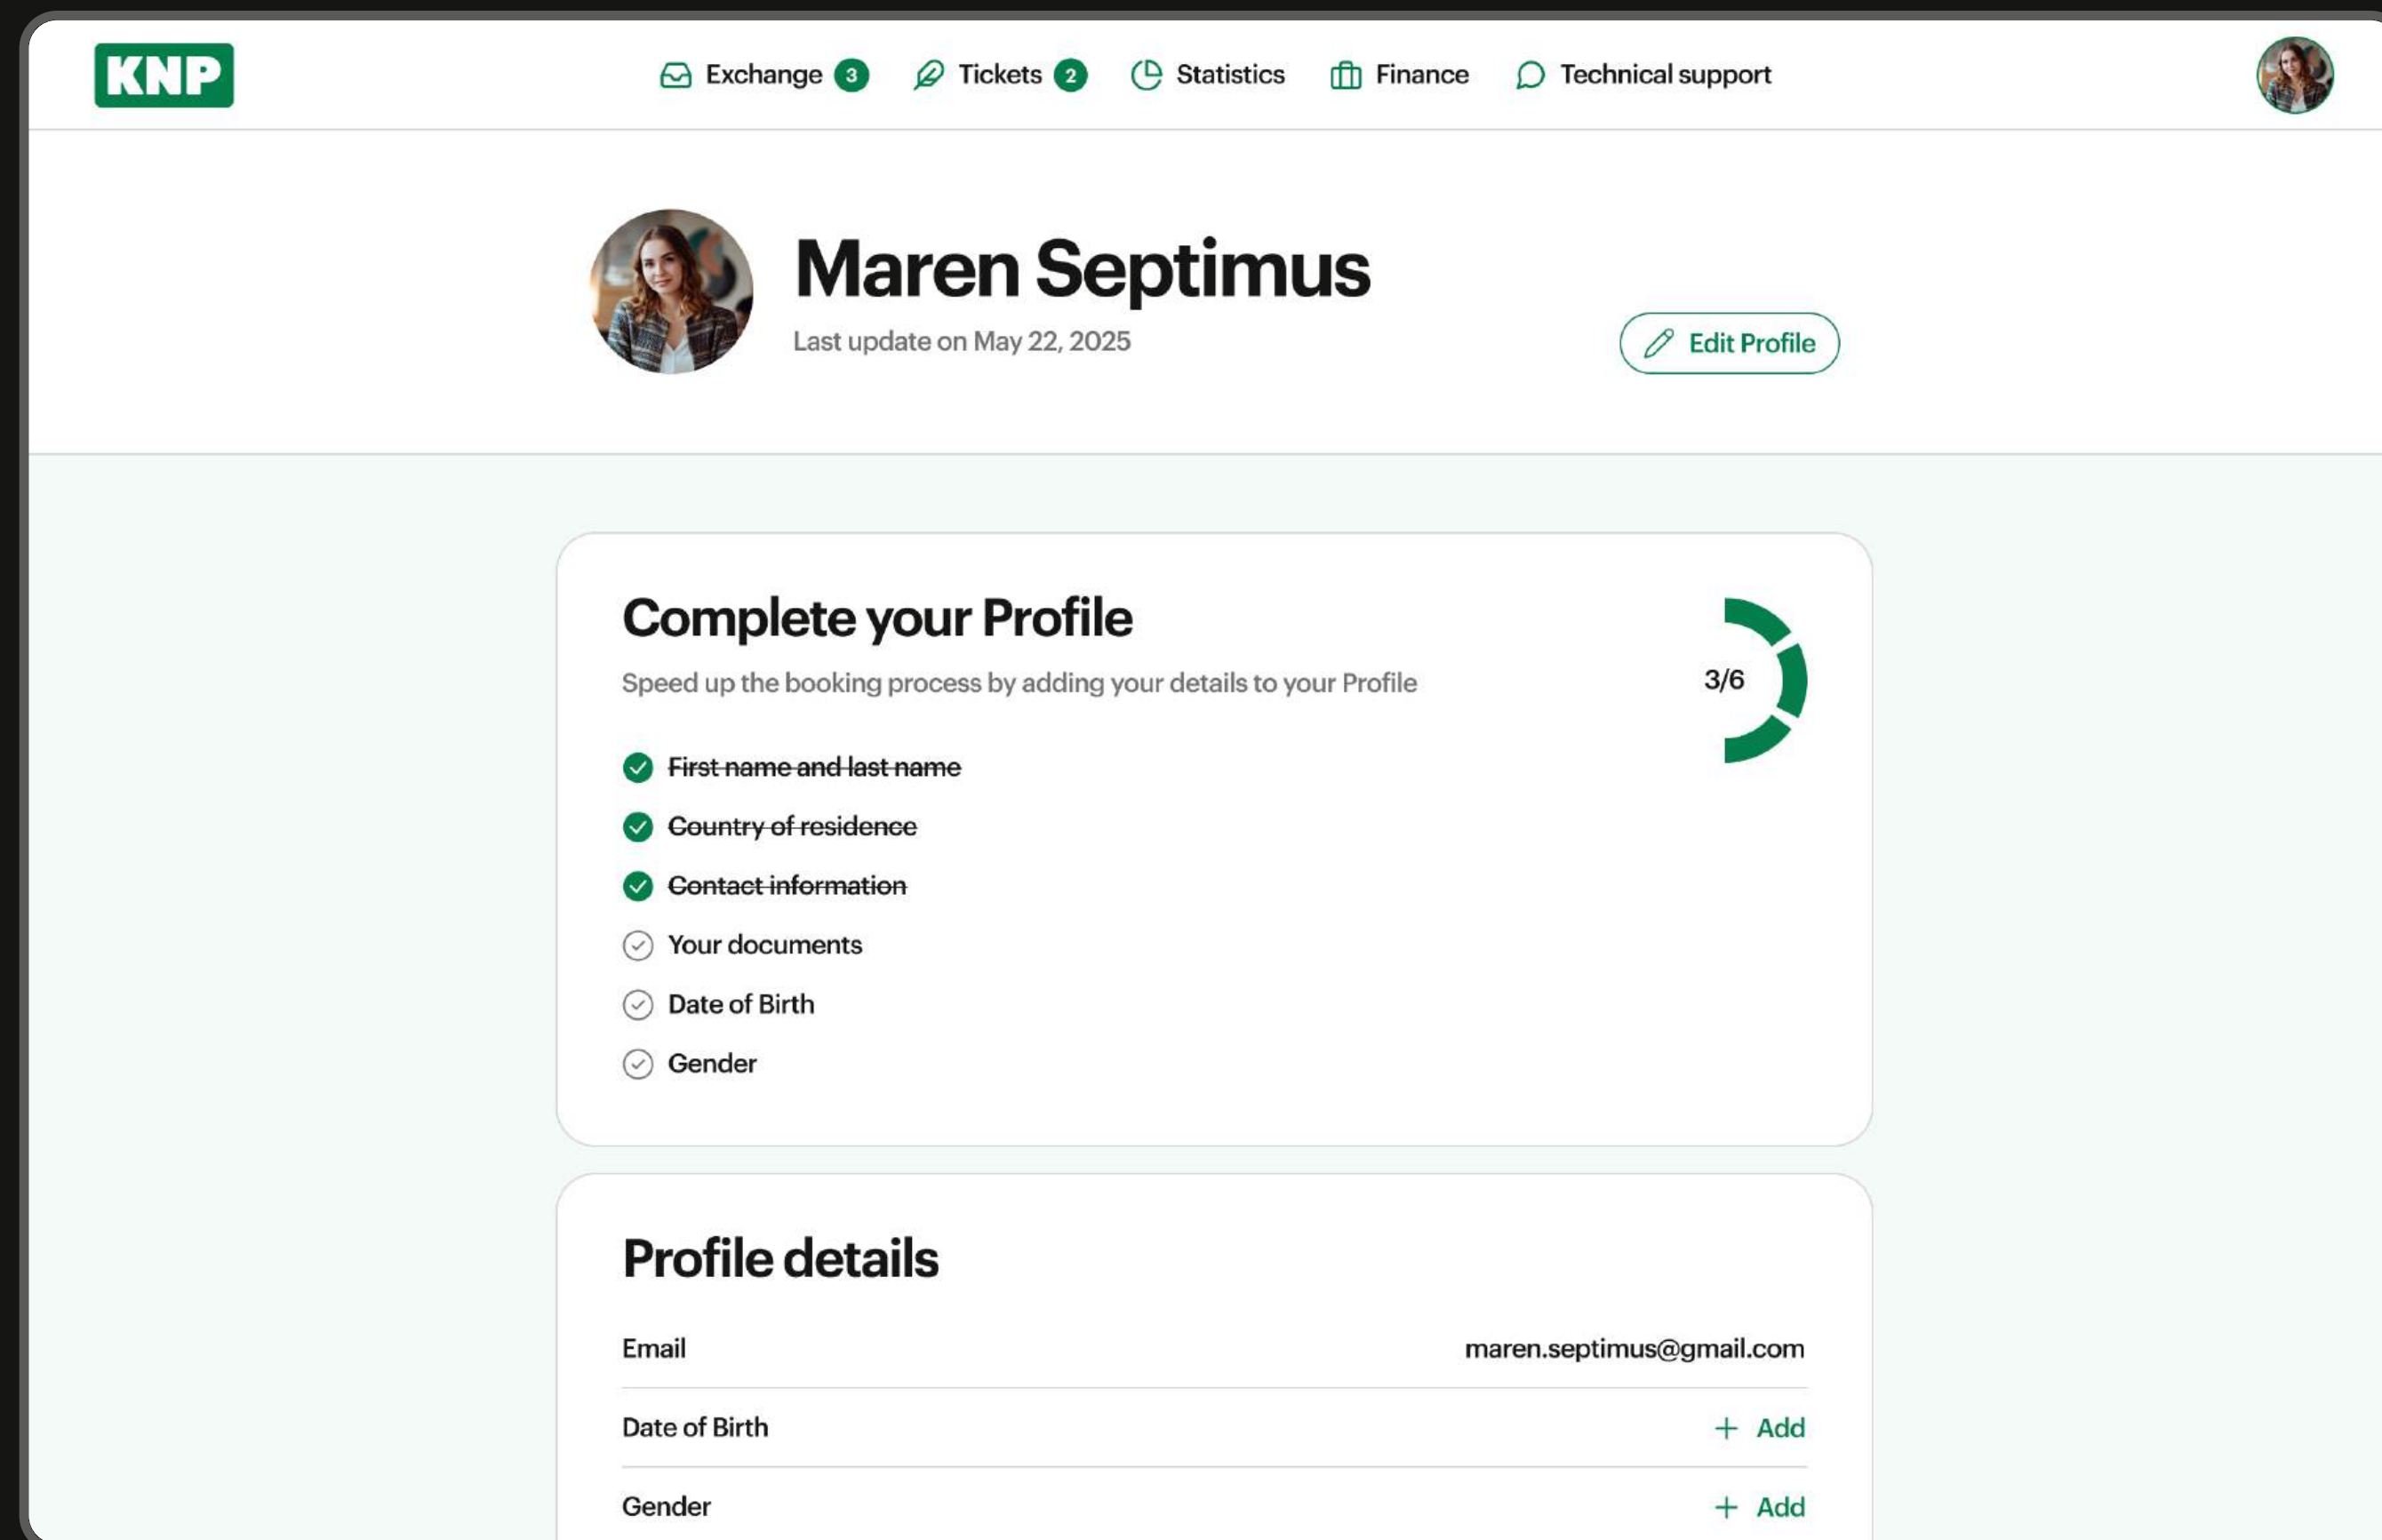 KNP
Exchange 3
Tickets 2
Statistics
Finance
Technical support
Maren Septimus
Last update on May 22, 2025
Edit Profile
Complete your Profile
Speed up the booking process by adding your details to your Profile
3/6
First name and last name
Country of residence
Contact information
Your documents
Date of Birth
Gender
Profile details
Email maren.septimus@gmail.com
Date of Birth + Add
Gender + Add